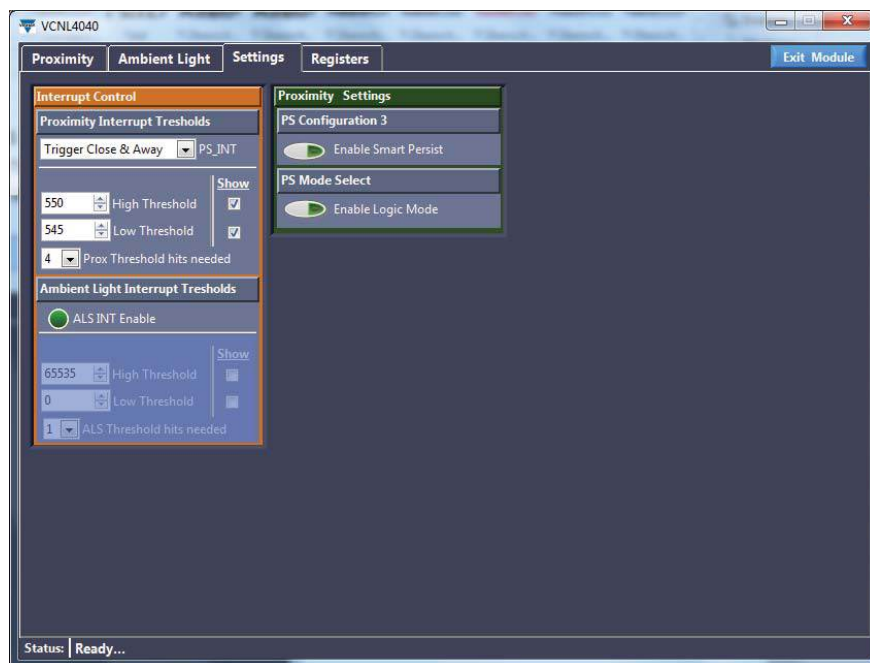 VCNL4040
Proximity
Ambient Light
Settings
Registers
Exit Module
Interrupt Control
Proximity Interrupt Tresholds
Trigger Close & Away
PS_INT
Show
550
High Threshold
545
Low Threshold
4
Prox Threshold hits needed
Ambient Light Interrupt Tresholds
ALS INT Enable
Show
65535
High Threshold
0
Low Threshold
1
ALS Threshold hits needed
Proximity Settings
PS Configuration 3
Enable Smart Persist
PS Mode Select
Enable Logic Mode
Status: Ready...